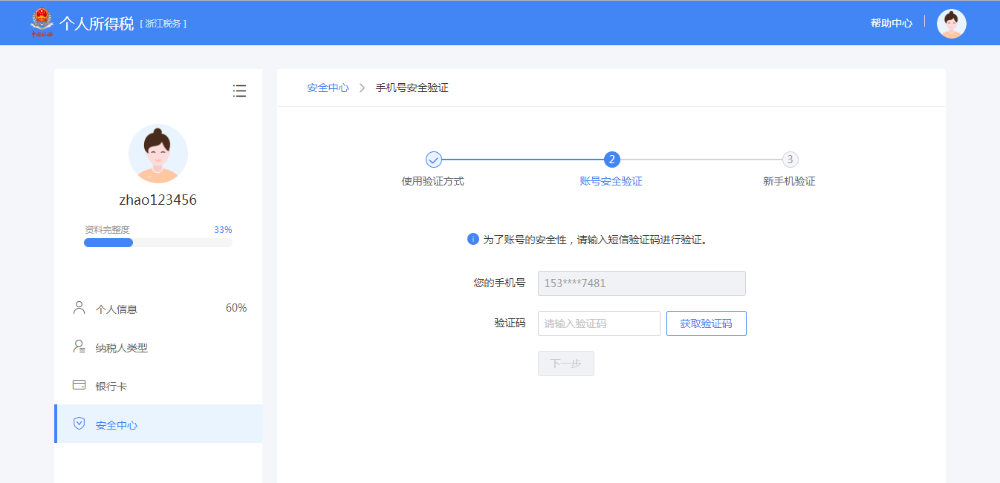 个人所得税 [ 浙江税务 ]
帮助中心
zhao123456
资料完整度 33%
个人信息 60%
纳税人类型
银行卡
安全中心
安全中心 > 手机号安全验证
2 3
使用验证方式 账号安全验证 新手机验证
为了账号的安全性，请输入短信验证码进行验证。
您的手机号 153****7481
验证码 请输入验证码 获取验证码
下一步